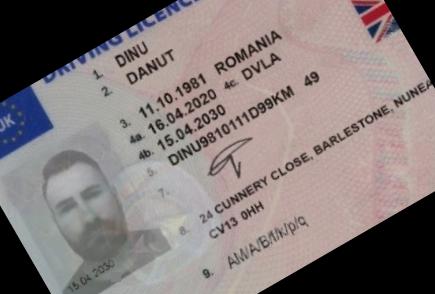 DRIVING LICENCE
UK
1. DINU
2. DANUT
3. 11.10.1981 ROMANIA
4a. 16.04.2020 4c. DVLA
4b. 15.04.2030
5. DINU9810111D99KM 49
7.
8. 24 CUNNERY CLOSE, BARLESTONE, NUNEA
CV13 0HH
9. AM/A/B/f/k/p/q
15.04.2030